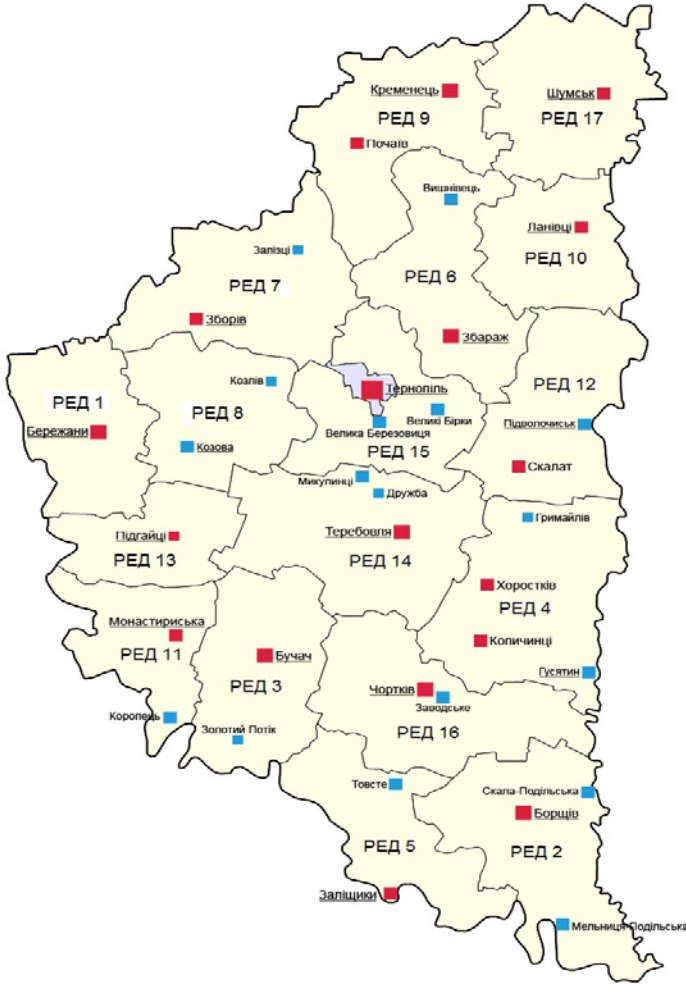 Кременець
Шумськ
РЕД 9
РЕД 17
Почаїв
Вишнівець
Ланівці
Залізці
РЕД 10
РЕД 6
РЕД 7
Зборів
Збараж
Козлів
РЕД 12
Тернопіль
РЕД 1
РЕД 8
Великі Бірки
Підволочиськ
Бережани
Велика Березовиця
Козова
РЕД 15
Скалат
Микулинці
Дружба
Гримайлів
Підгайці
Теребовля
РЕД 13
РЕД 14
Хоростків
РЕД 4
Монастириська
Копичинці
РЕД 11
Бучач
Гусятин
РЕД 3
Чортків
Заводське
Коропець
Золотий Потік
РЕД 16
Товсте
Скала-Подільська
Борщів
РЕД 5
РЕД 2
Заліщики
Мельниця-Подільська